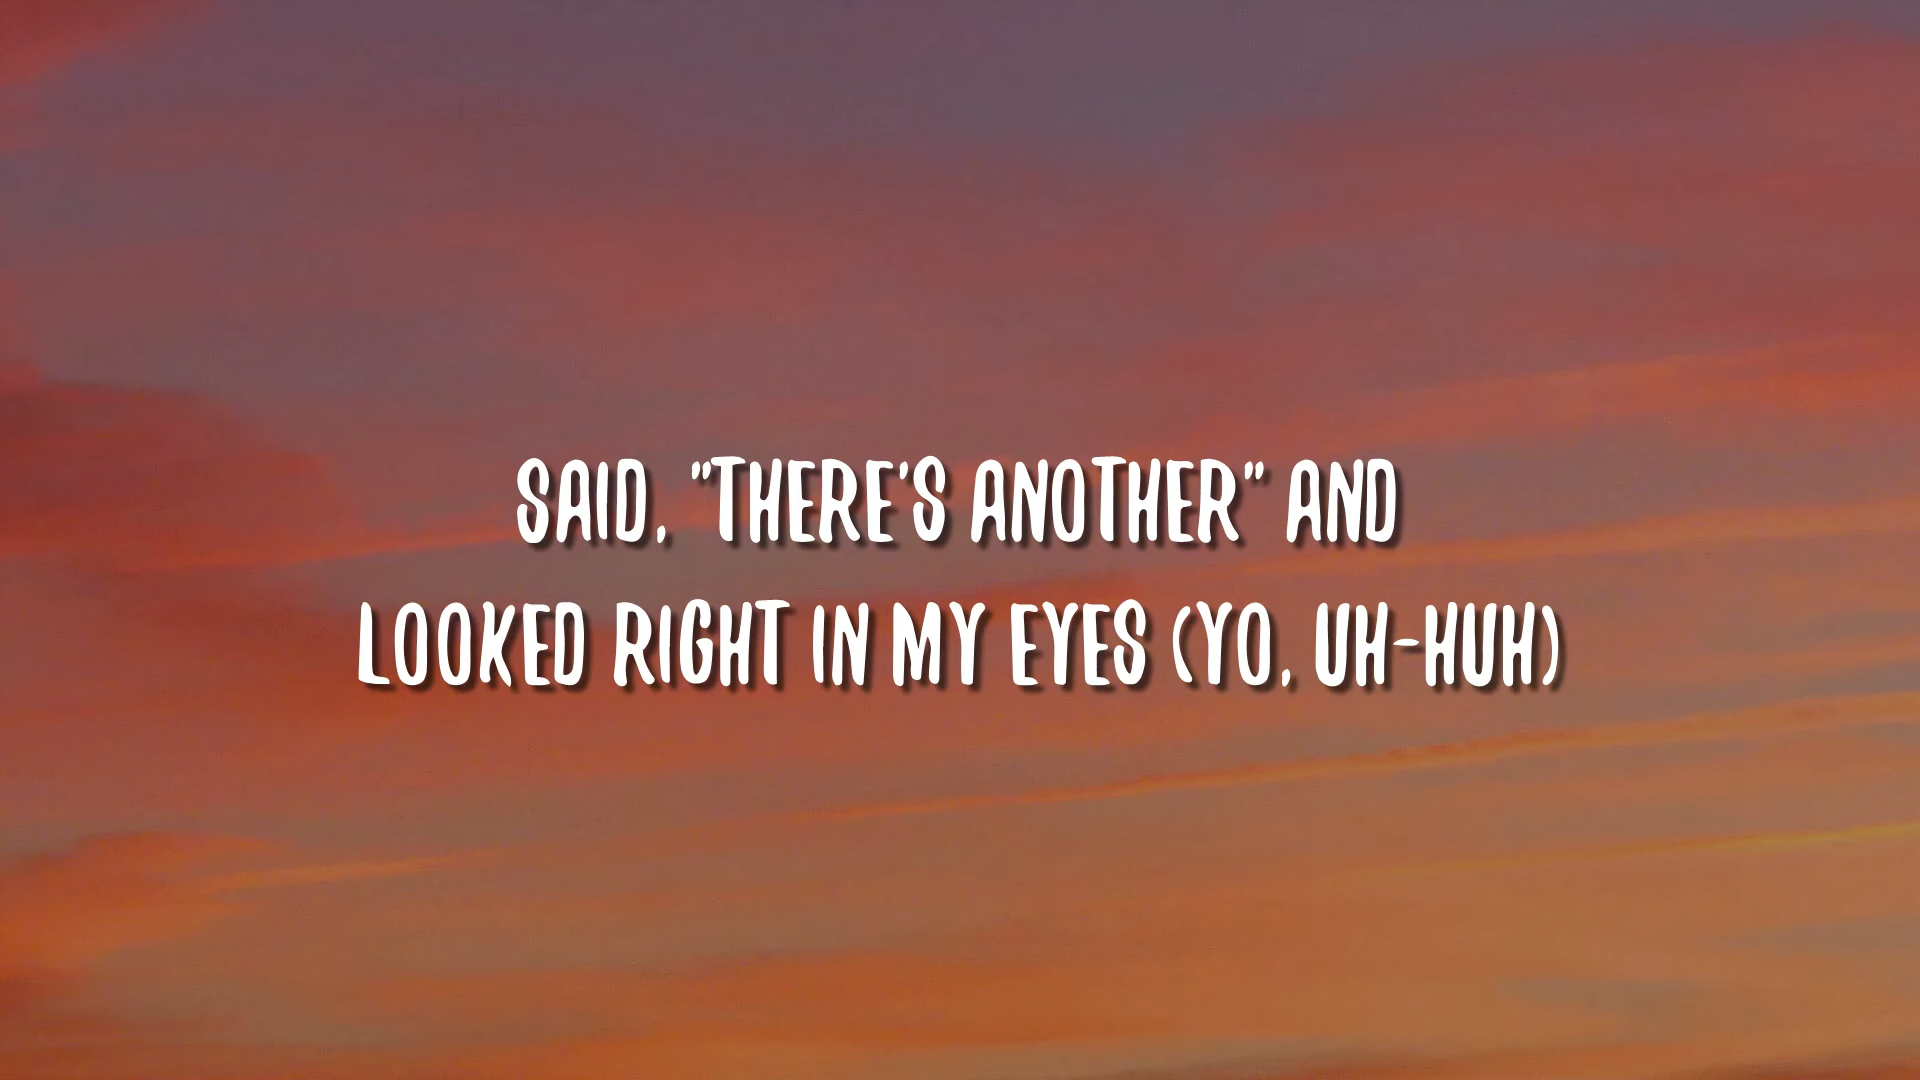 SAID, "THERE'S ANOTHER" AND
LOOKED RIGHT IN MY EYES (YO, UH-HUH)